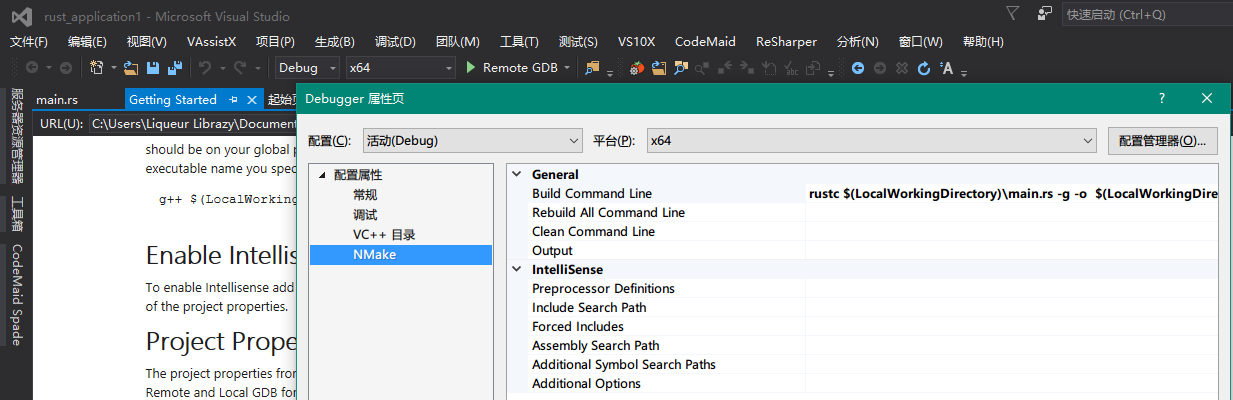 rust_application1 - Microsoft Visual Studio
快速启动 (Ctrl+Q)
文件(F) 编辑(E) 视图(V) VAssistX 项目(P) 生成(B) 调试(D) 团队(M) 工具(T) 测试(S) VS10X CodeMaid ReSharper 分析(N) 窗口(W) 帮助(H)
Debug x64 Remote GDB
服务器资源管理器
工具箱
CodeMaid Spade
main.rs Getting Started 起始页
URL(U): C:\Users\Liqueur Librazy\Document
should be on your global p
executable name you spec
g++ $(LocalWorking
Enable Intellis
To enable Intellisense add
of the project properties.
Project Prope
The project properties from
Remote and Local GDB for
Debugger 属性页
配置(C): 活动(Debug) 平台(P): x64 配置管理器(O)...
配置属性
常规
调试
VC++ 目录
NMake
General
Build Command Line rustc $(LocalWorkingDirectory)\main.rs -g -o $(LocalWorkingDire
Rebuild All Command Line
Clean Command Line
Output
IntelliSense
Preprocessor Definitions
Include Search Path
Forced Includes
Assembly Search Path
Additional Symbol Search Paths
Additional Options